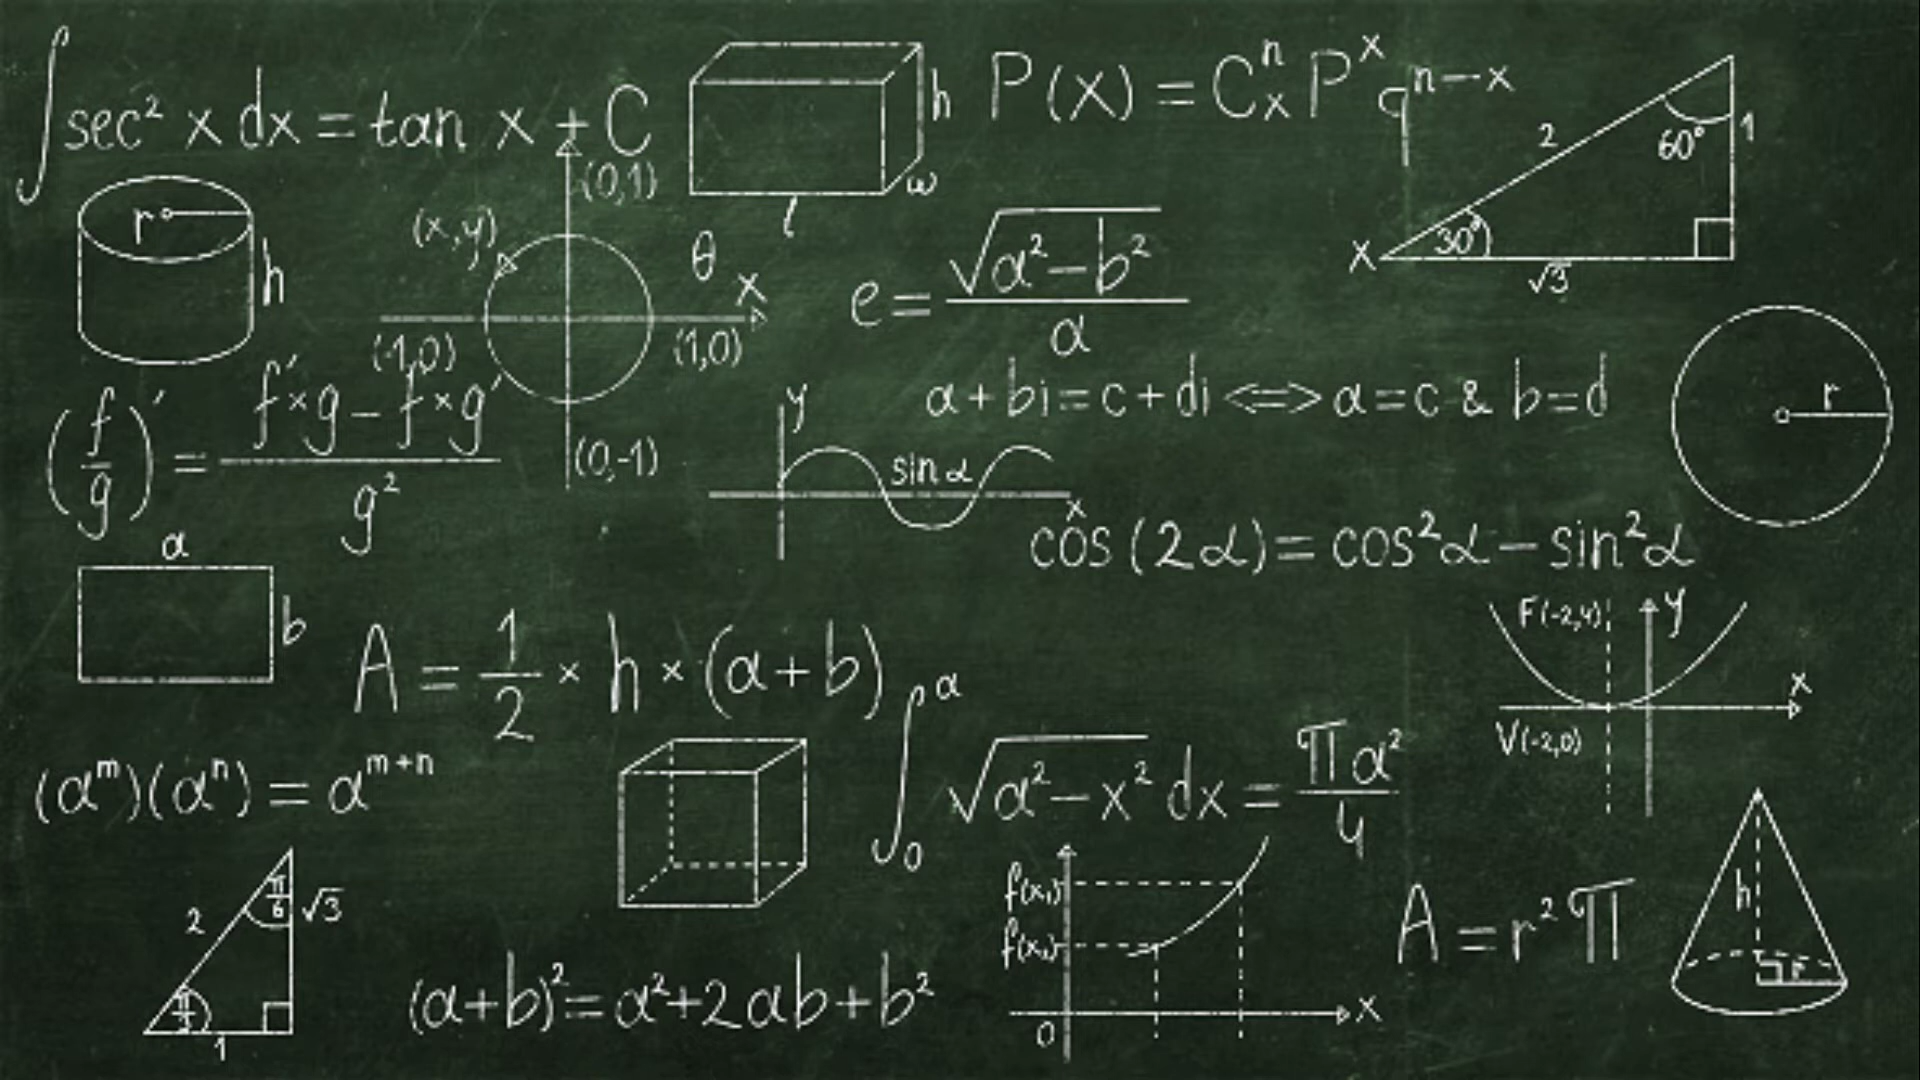 ∫ sec² x dx = tan x + C
h
w
l
P(x) = Cₓⁿ Pˣ qⁿ⁻ˣ
2
60°
1
x
30°
√3
r
h
(0,1)
(x,y)
θ
x
(-1,0)
(1,0)
(0,-1)
e = √(a² - b²) / a
a + bi = c + di ⇔ a = c & b = d
r
(f/g)′ = (f′ × g - f × g′) / g²
y
sin α
x
cos (2α) = cos²α - sin²α
a
b
A = 1/2 × h × (a + b)
F(-2,4)
y
x
V(-2,0)
(aᵐ)(aⁿ) = aᵐ⁺ⁿ
∫₀ᵃ √(a² - x²) dx = πa² / 4
2
π/6
√3
π/3
1
(a+b)² = a² + 2ab + b²
f(x₁)
0
x
A = r² π
h
r